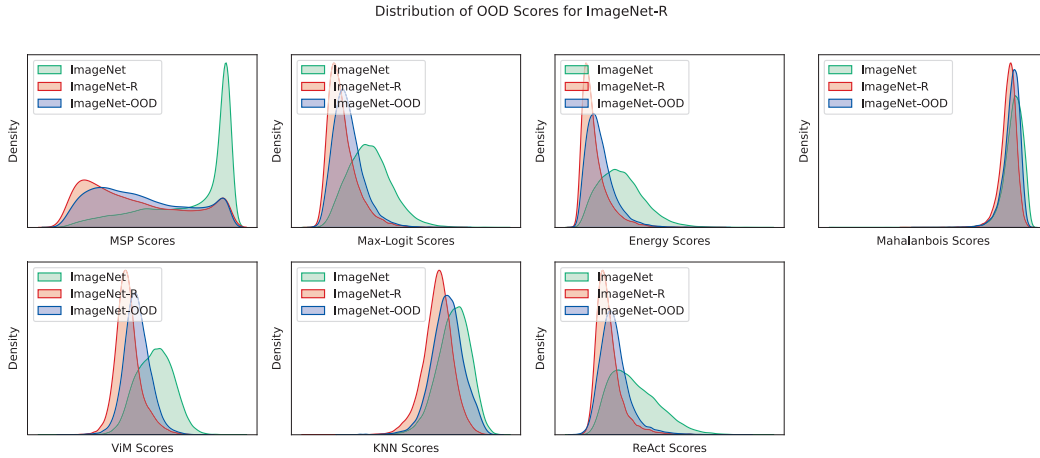 Distribution of OOD Scores for ImageNet-R
Density
ImageNet
ImageNet-R
ImageNet-OOD
MSP Scores
Density
ImageNet
ImageNet-R
ImageNet-OOD
Max-Logit Scores
Density
ImageNet
ImageNet-R
ImageNet-OOD
Energy Scores
Density
ImageNet
ImageNet-R
ImageNet-OOD
Mahalanbois Scores
Density
ImageNet
ImageNet-R
ImageNet-OOD
ViM Scores
Density
ImageNet
ImageNet-R
ImageNet-OOD
KNN Scores
Density
ImageNet
ImageNet-R
ImageNet-OOD
ReAct Scores